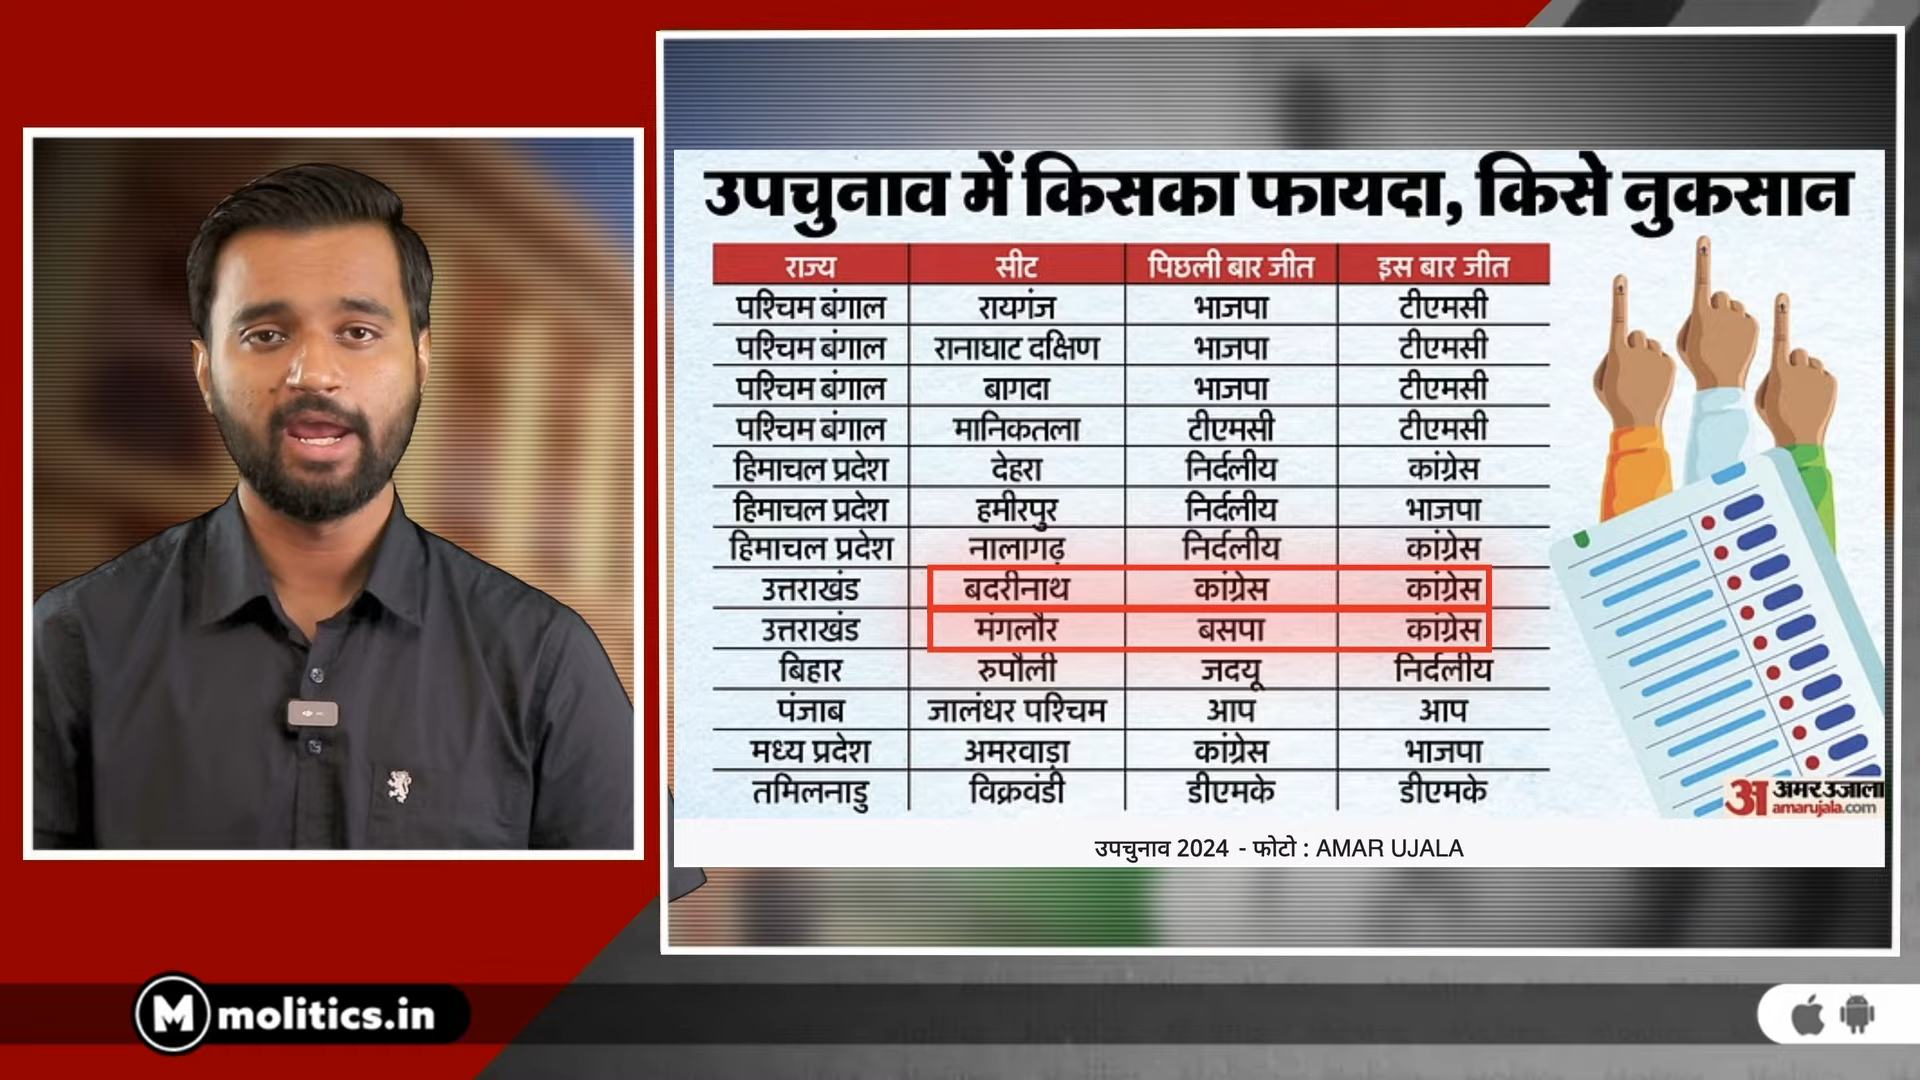 उपचुनाव में किसका फायदा, किसे नुकसान
राज्य सीट पिछली बार जीत इस बार जीत
पश्चिम बंगाल रायगंज भाजपा टीएमसी
पश्चिम बंगाल रानाघाट दक्षिण भाजपा टीएमसी
पश्चिम बंगाल बागदा भाजपा टीएमसी
पश्चिम बंगाल मानिकतला टीएमसी टीएमसी
हिमाचल प्रदेश देहरा निर्दलीय कांग्रेस
हिमाचल प्रदेश हमीरपुर निर्दलीय भाजपा
हिमाचल प्रदेश नालागढ़ निर्दलीय कांग्रेस
उत्तराखंड बदरीनाथ कांग्रेस कांग्रेस
उत्तराखंड मंगलौर बसपा कांग्रेस
बिहार रुपौली जदयू निर्दलीय
पंजाब जालंधर पश्चिम आप आप
मध्य प्रदेश अमरवाड़ा कांग्रेस भाजपा
तमिलनाडु विक्रवंडी डीएमके डीएमके
अ अमर उजाला
amarujala.com
उपचुनाव 2024 - फोटो : AMAR UJALA
M molitics.in